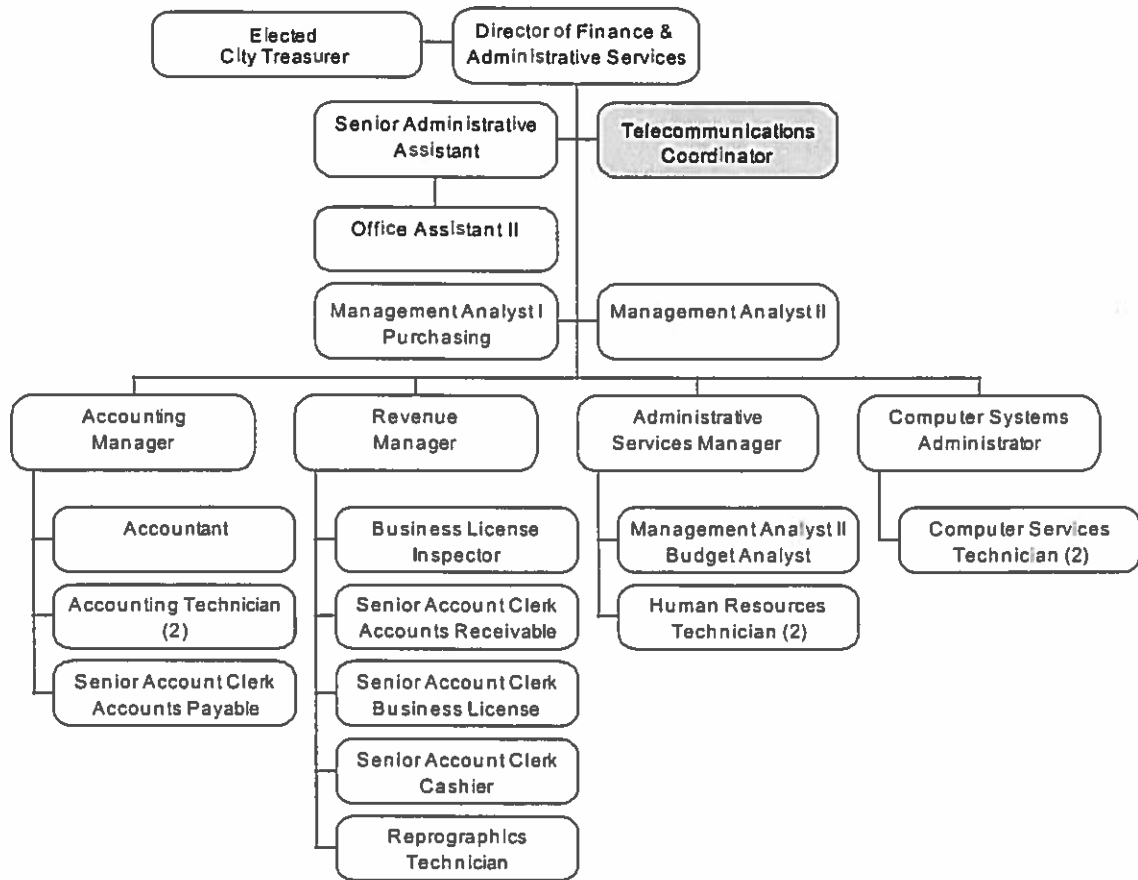 Elected
City Treasurer
Director of Finance &
Administrative Services
Senior Administrative
Assistant
Telecommunications
Coordinator
Office Assistant II
Management Analyst I
Purchasing
Management Analyst II
Accounting
Manager
Revenue
Manager
Administrative
Services Manager
Computer Systems
Administrator
Accountant
Accounting Technician
(2)
Senior Account Clerk
Accounts Payable
Business License
Inspector
Senior Account Clerk
Accounts Receivable
Senior Account Clerk
Business License
Senior Account Clerk
Cashier
Reprographics
Technician
Management Analyst II
Budget Analyst
Human Resources
Technician (2)
Computer Services
Technician (2)